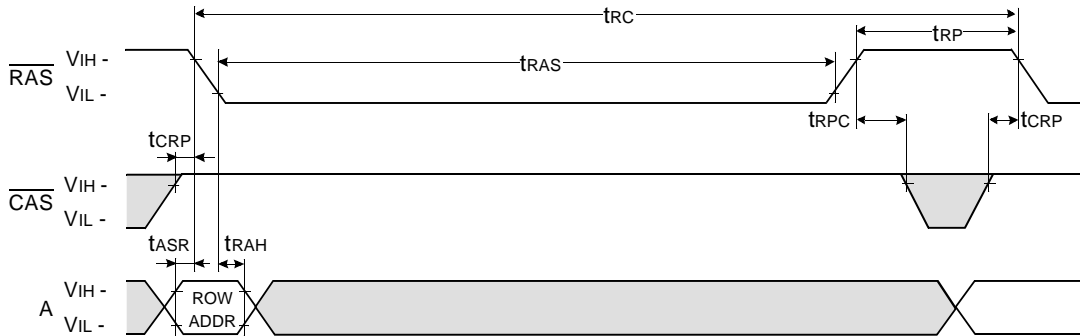 tRC
tRP
VIH -
RAS
VIL -
tRAS
tRPC
tCRP
tCRP
VIH -
CAS
VIL -
tASR
tRAH
VIH -
A
VIL -
ROW
ADDR